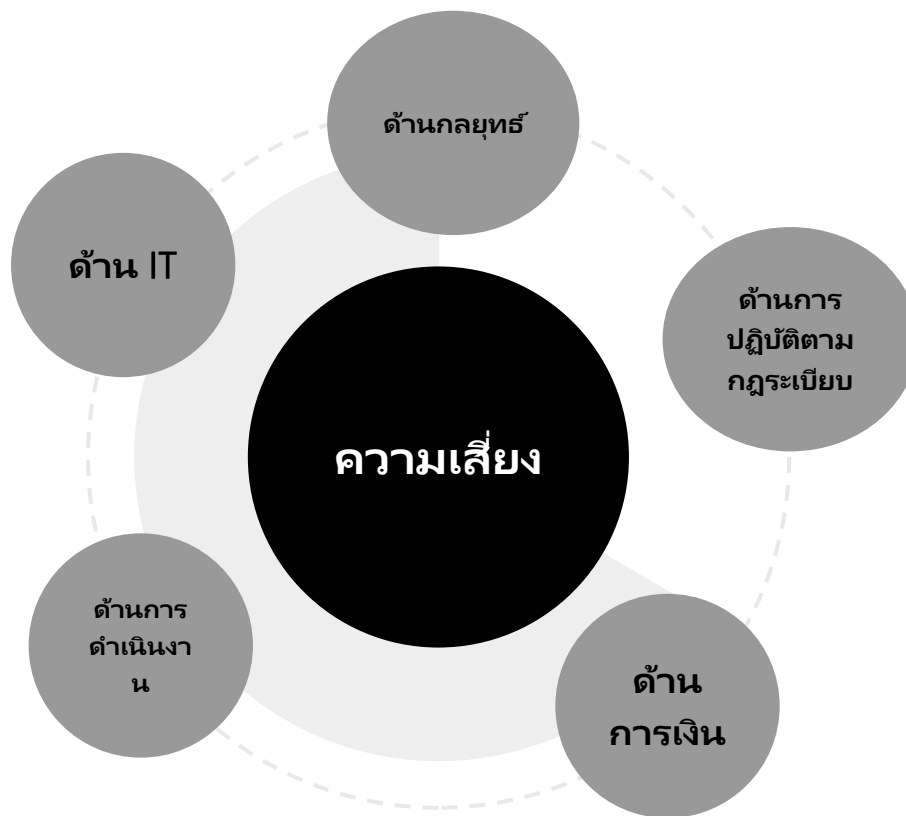 ด้านกลยุทธ์
ด้าน IT
ด้านการ
ปฏิบัติตาม
กฎระเบียบ
ความเสี่ยง
ด้านการ
ดำเนินงา
น
ด้าน
การเงิน